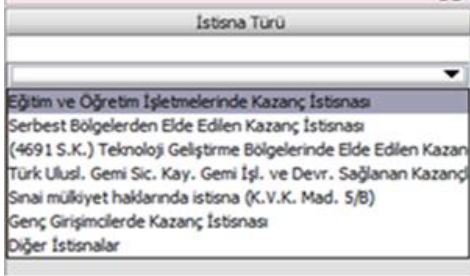 İstisna Türü
Eğitim ve Öğretim İşletmelerinde Kazanç İstisnası
Serbest Bölgelerden Elde Edilen Kazanç İstisnası
(4691 S.K.) Teknoloji Geliştirme Bölgelerinde Elde Edilen Kazan
Türk Ulusl. Gemi Sic. Kay. Gemi İşl. ve Devr. Sağlanan Kazançl
Sınai mülkiyet haklarında istisna (K.V.K. Mad. 5/B)
Genç Girişimcilerde Kazanç İstisnası
Diğer İstisnalar